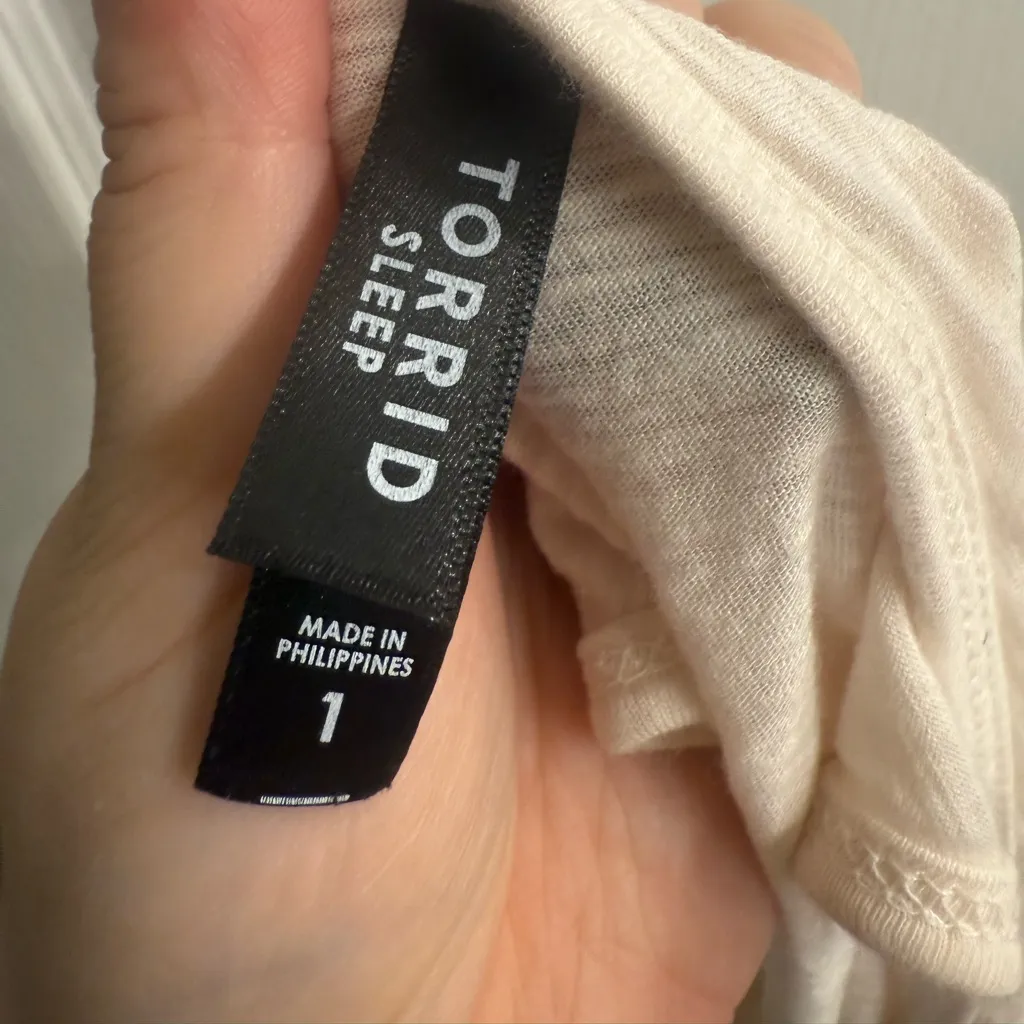 TORRID
SLEEP
MADE IN
PHILIPPINES
1